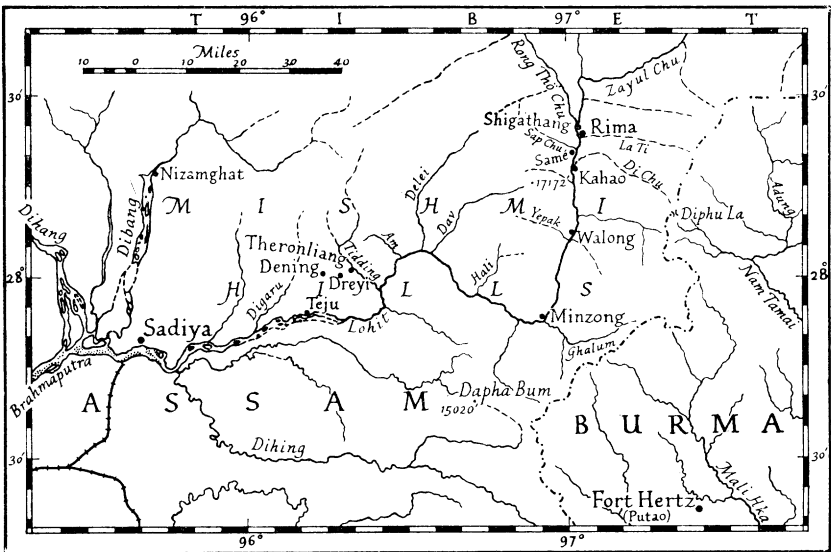 T 96° I B 97° E T
Miles
10 0 10 20 30 40
30′ 30′
Rong Thö Chu
Zayul Chu
Shigathang
Rima
Sap Chu
La Ti
Same
Di Chu
Nizamghat
Delei
·17172
Kahao
Adung
M I S H M I
Dihang
Dibang
Dav
Yepak
Diphu La
Theronliang
Am
Walong
Tidding
28° 28°
Dening
Dreyi
Hali
Nam Tamai
H I L L S
Digaru
Teju
Lohit
Minzong
Sadiya
Ghalum
Brahmaputra
Dapha Bum
15020·
A S S A M
B U R M A
Dihing
30′ 30′
Mali Hka
Fort Hertz
(Putao)
96° 97°